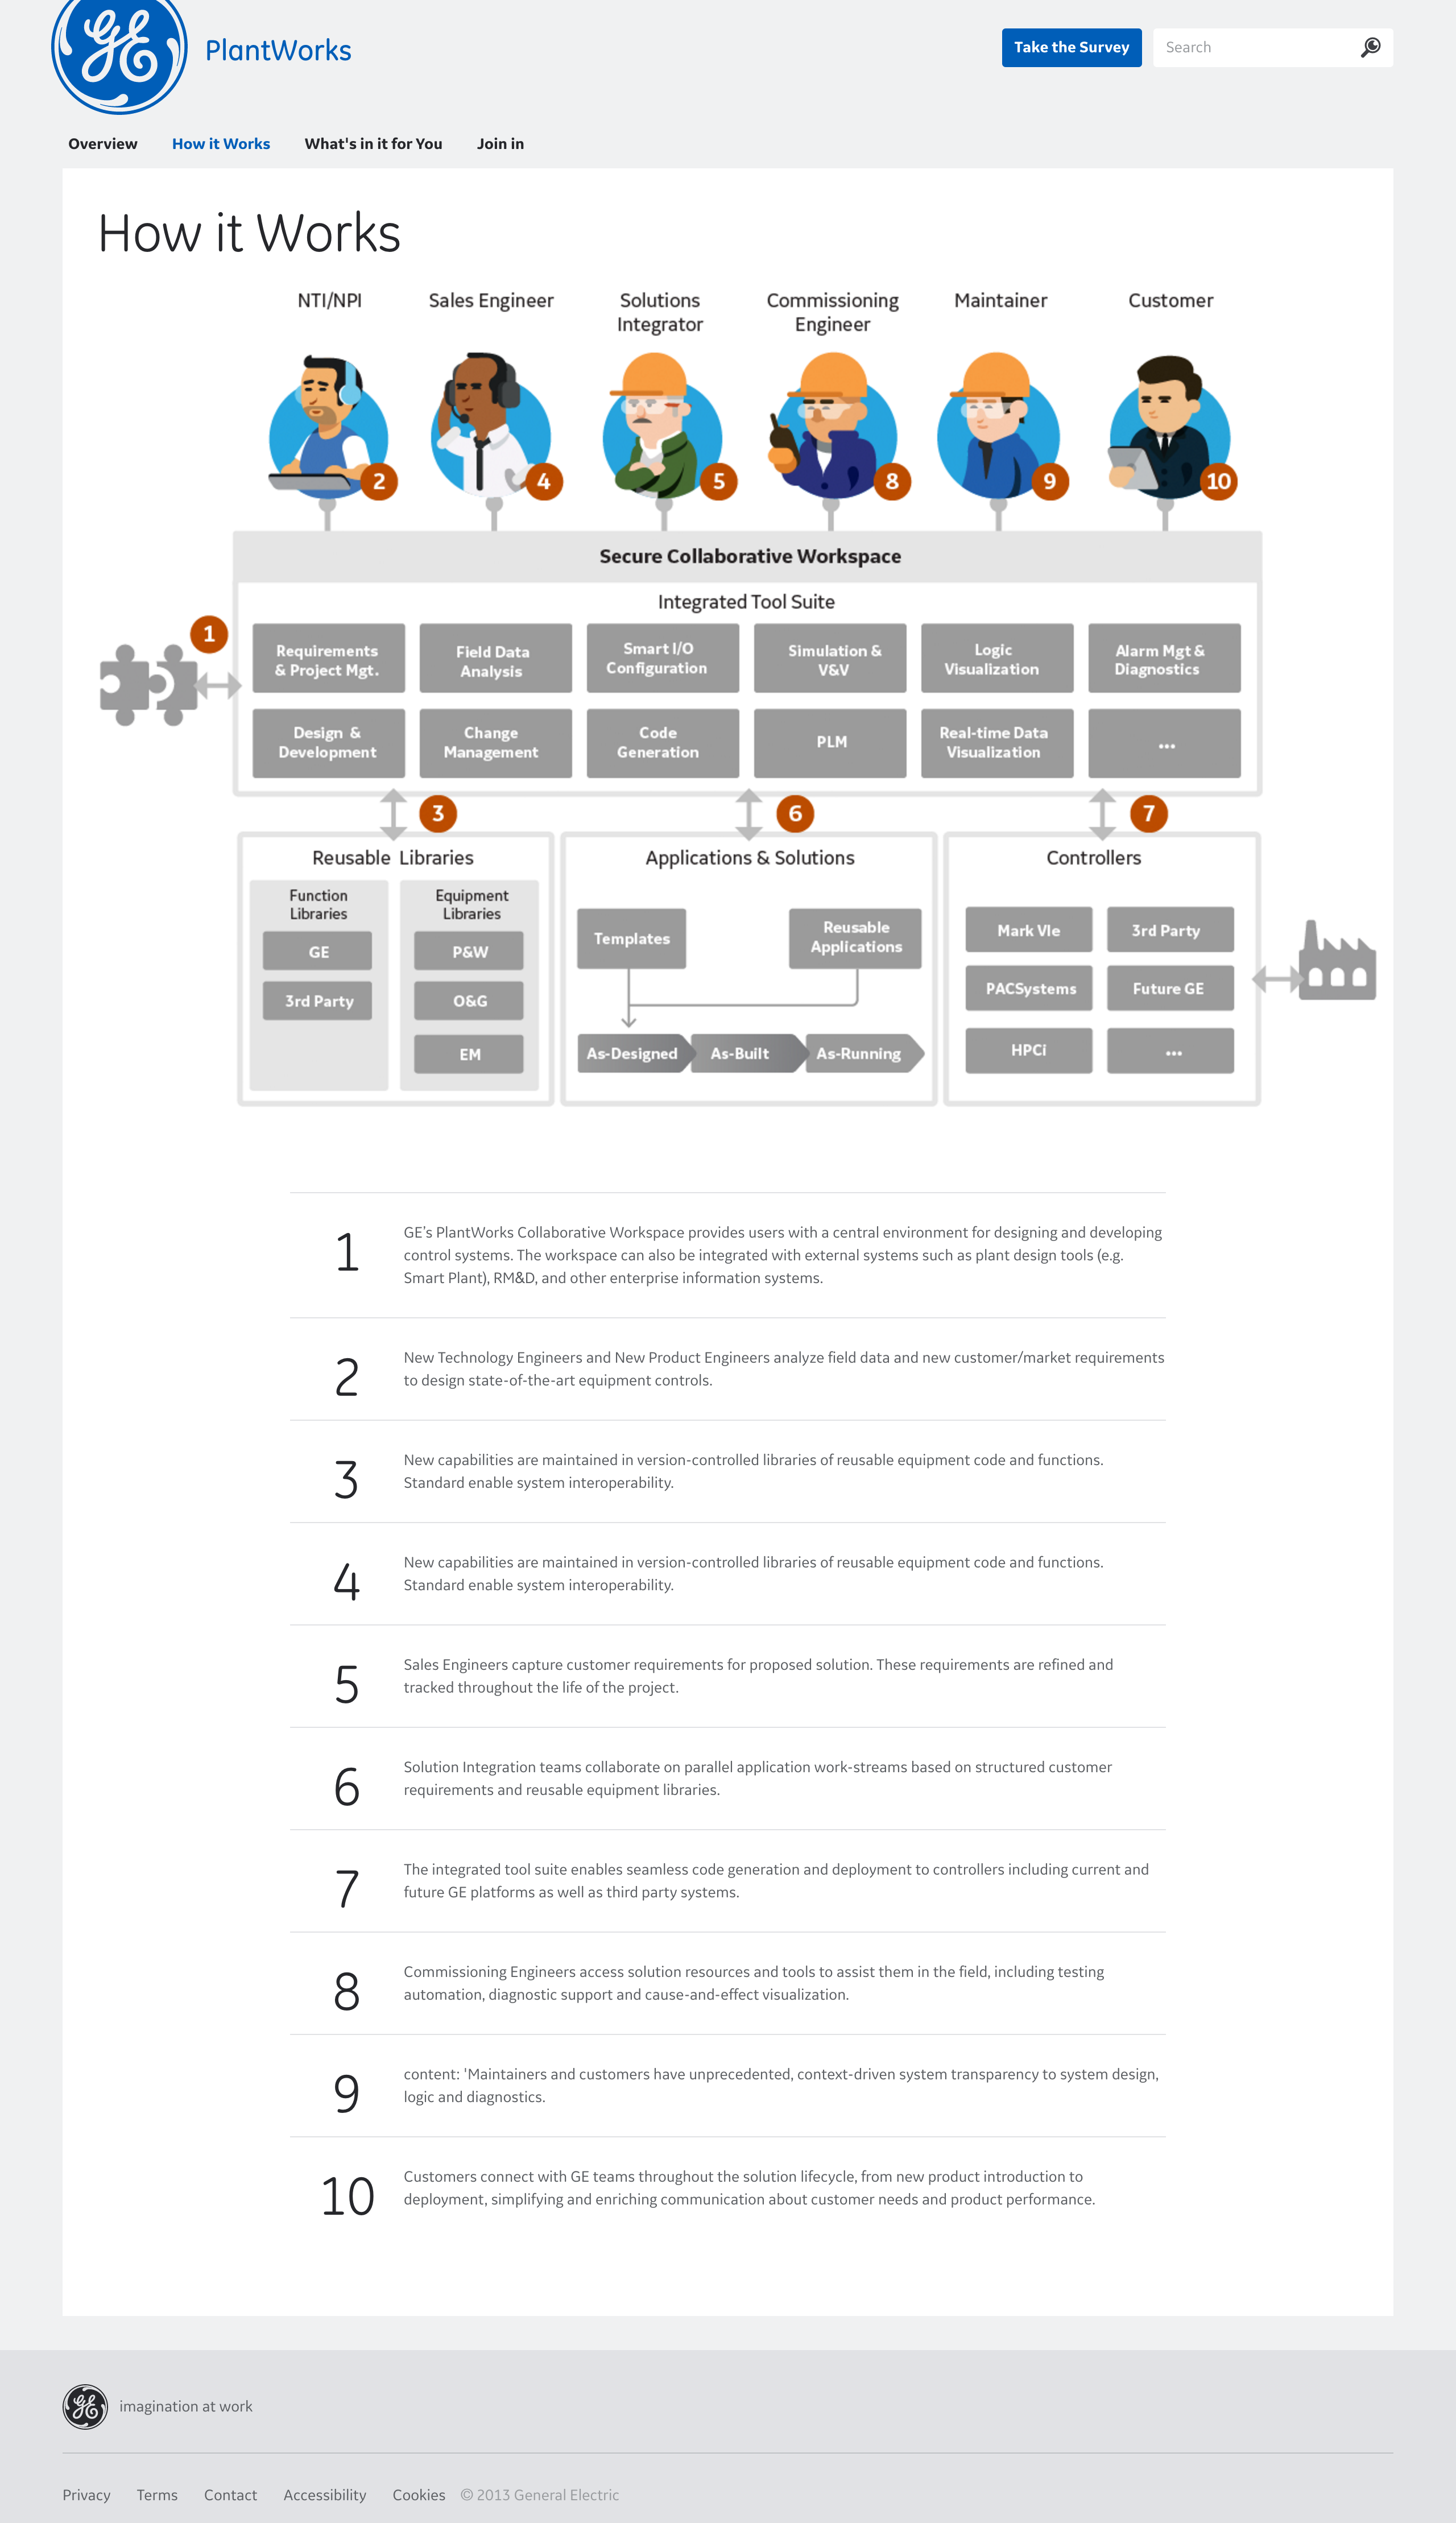 GE
PlantWorks
Take the Survey
Search
Overview
How it Works
What's in it for You
Join in
How it Works
NTI/NPI
Sales Engineer
Solutions
Integrator
Commissioning
Engineer
Maintainer
Customer
2
4
5
8
9
10
Secure Collaborative Workspace
Integrated Tool Suite
1
Requirements
& Project Mgt.
Field Data
Analysis
Smart I/O
Configuration
Simulation &
V&V
Logic
Visualization
Alarm Mgt &
Diagnostics
Design &
Development
Change
Management
Code
Generation
PLM
Real-time Data
Visualization
...
3
6
7
Reusable Libraries
Function
Libraries
GE
3rd Party
Equipment
Libraries
P&W
O&G
EM
Applications & Solutions
Templates
Reusable
Applications
As-Designed
As-Built
As-Running
Controllers
Mark VIe
3rd Party
PACSystems
Future GE
HPCi
...
1
GE's PlantWorks Collaborative Workspace provides users with a central environment for designing and developing
control systems. The workspace can also be integrated with external systems such as plant design tools (e.g.
Smart Plant), RM&D, and other enterprise information systems.
2
New Technology Engineers and New Product Engineers analyze field data and new customer/market requirements
to design state-of-the-art equipment controls.
3
New capabilities are maintained in version-controlled libraries of reusable equipment code and functions.
Standard enable system interoperability.
4
New capabilities are maintained in version-controlled libraries of reusable equipment code and functions.
Standard enable system interoperability.
5
Sales Engineers capture customer requirements for proposed solution. These requirements are refined and
tracked throughout the life of the project.
6
Solution Integration teams collaborate on parallel application work-streams based on structured customer
requirements and reusable equipment libraries.
7
The integrated tool suite enables seamless code generation and deployment to controllers including current and
future GE platforms as well as third party systems.
8
Commissioning Engineers access solution resources and tools to assist them in the field, including testing
automation, diagnostic support and cause-and-effect visualization.
9
content: 'Maintainers and customers have unprecedented, context-driven system transparency to system design,
logic and diagnostics.
10
Customers connect with GE teams throughout the solution lifecycle, from new product introduction to
deployment, simplifying and enriching communication about customer needs and product performance.
GE
imagination at work
Privacy
Terms
Contact
Accessibility
Cookies
© 2013 General Electric